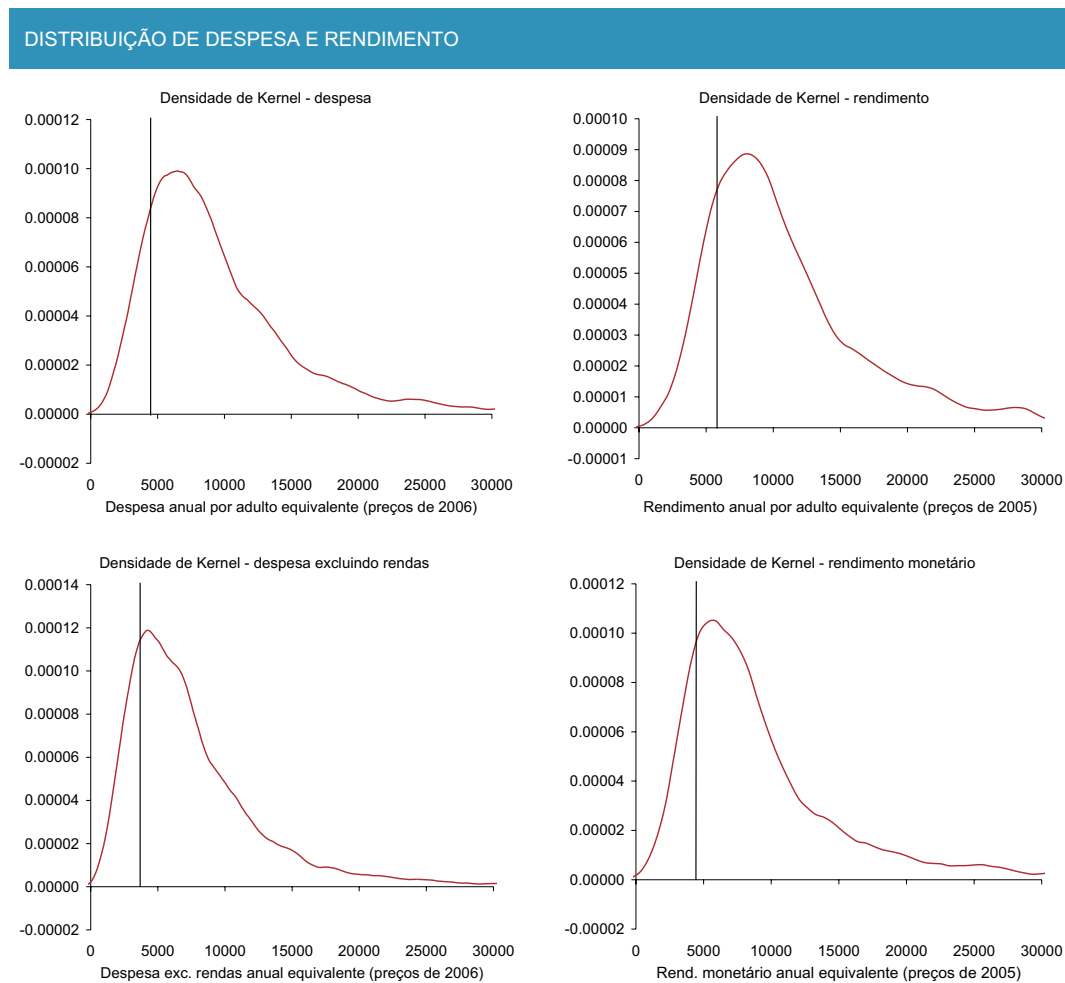 DISTRIBUIÇÃO DE DESPESA E RENDIMENTO
Densidade de Kernel - despesa
0.00012
0.00010
0.00008
0.00006
0.00004
0.00002
0.00000
-0.00002
0 5000 10000 15000 20000 25000 30000
Despesa anual por adulto equivalente (preços de 2006)
Densidade de Kernel - rendimento
0.00010
0.00009
0.00008
0.00007
0.00006
0.00005
0.00004
0.00003
0.00002
0.00001
0.00000
-0.00001
0 5000 10000 15000 20000 25000 30000
Rendimento anual por adulto equivalente (preços de 2005)
Densidade de Kernel - despesa excluindo rendas
0.00014
0.00012
0.00010
0.00008
0.00006
0.00004
0.00002
0.00000
-0.00002
0 5000 10000 15000 20000 25000 30000
Despesa exc. rendas anual equivalente (preços de 2006)
Densidade de Kernel - rendimento monetário
0.00012
0.00010
0.00008
0.00006
0.00004
0.00002
0.00000
-0.00002
0 5000 10000 15000 20000 25000 30000
Rend. monetário anual equivalente (preços de 2005)